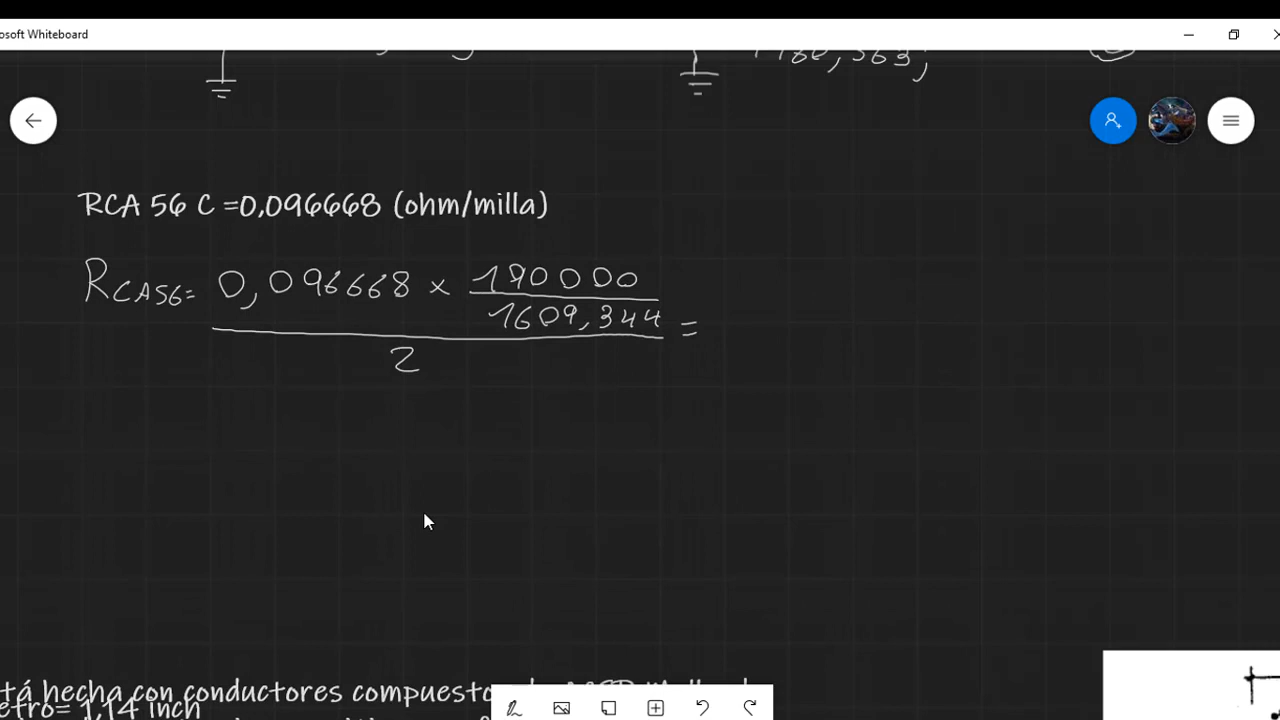 osoft Whiteboard
RCA 56 C =0,096668 (ohm/milla)
RCA56= 0,096668 x 190000
1609,344 =
2
tá hecha con conductores compuesto
etro= 1,14 inch